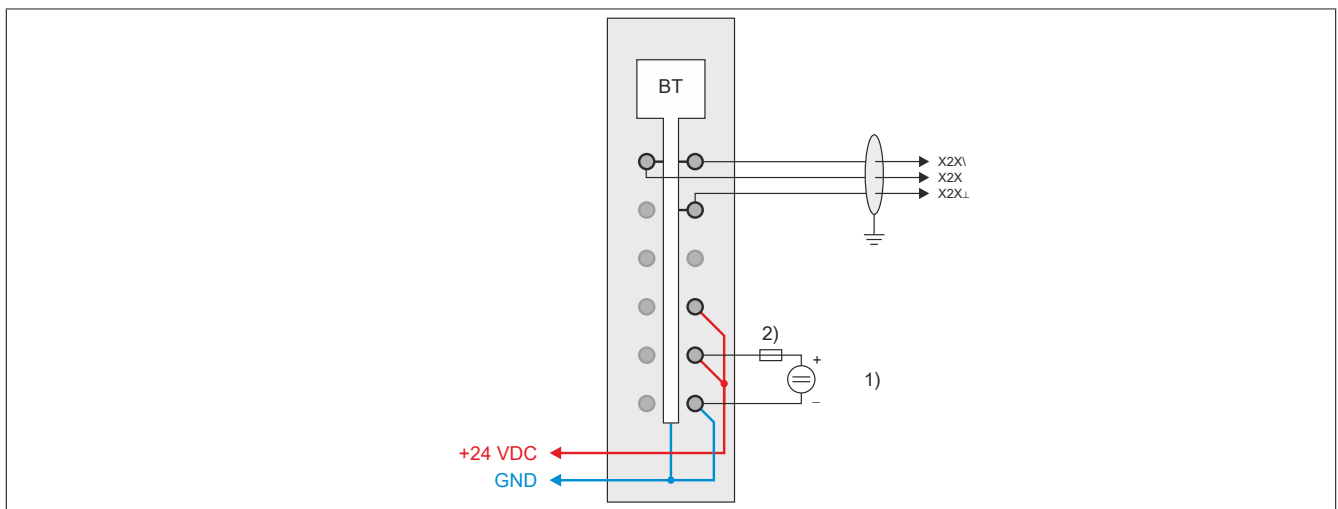 BT
X2X\
X2X
X2X⊥
2)
+
1)
–
+24 VDC
GND